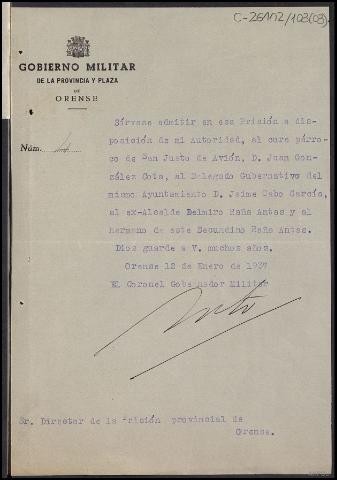 C-26112/108(03)
GOBIERNO MILITAR
DE LA PROVINCIA Y PLAZA
DE
ORENSE
Núm. 4
Sírvase admitir en esa Prisión a dis-
posición de mi Autoridad, al cura párro-
co de San Justo de Avión, D. Juan Gon-
zález Cota, al Delegado Gubernativo del
mismo Ayuntamiento D. Jaime Cabo García,
al ex-Alcalde Belmiro Raña Antas y al
hermano de este Secundino Raña Antas.
Dios guarde a V. muchos años.
Orense 12 de Enero de 1937
El Coronel Gobernador Militar
Sr. Director de la Prisión provincial de
Orense.